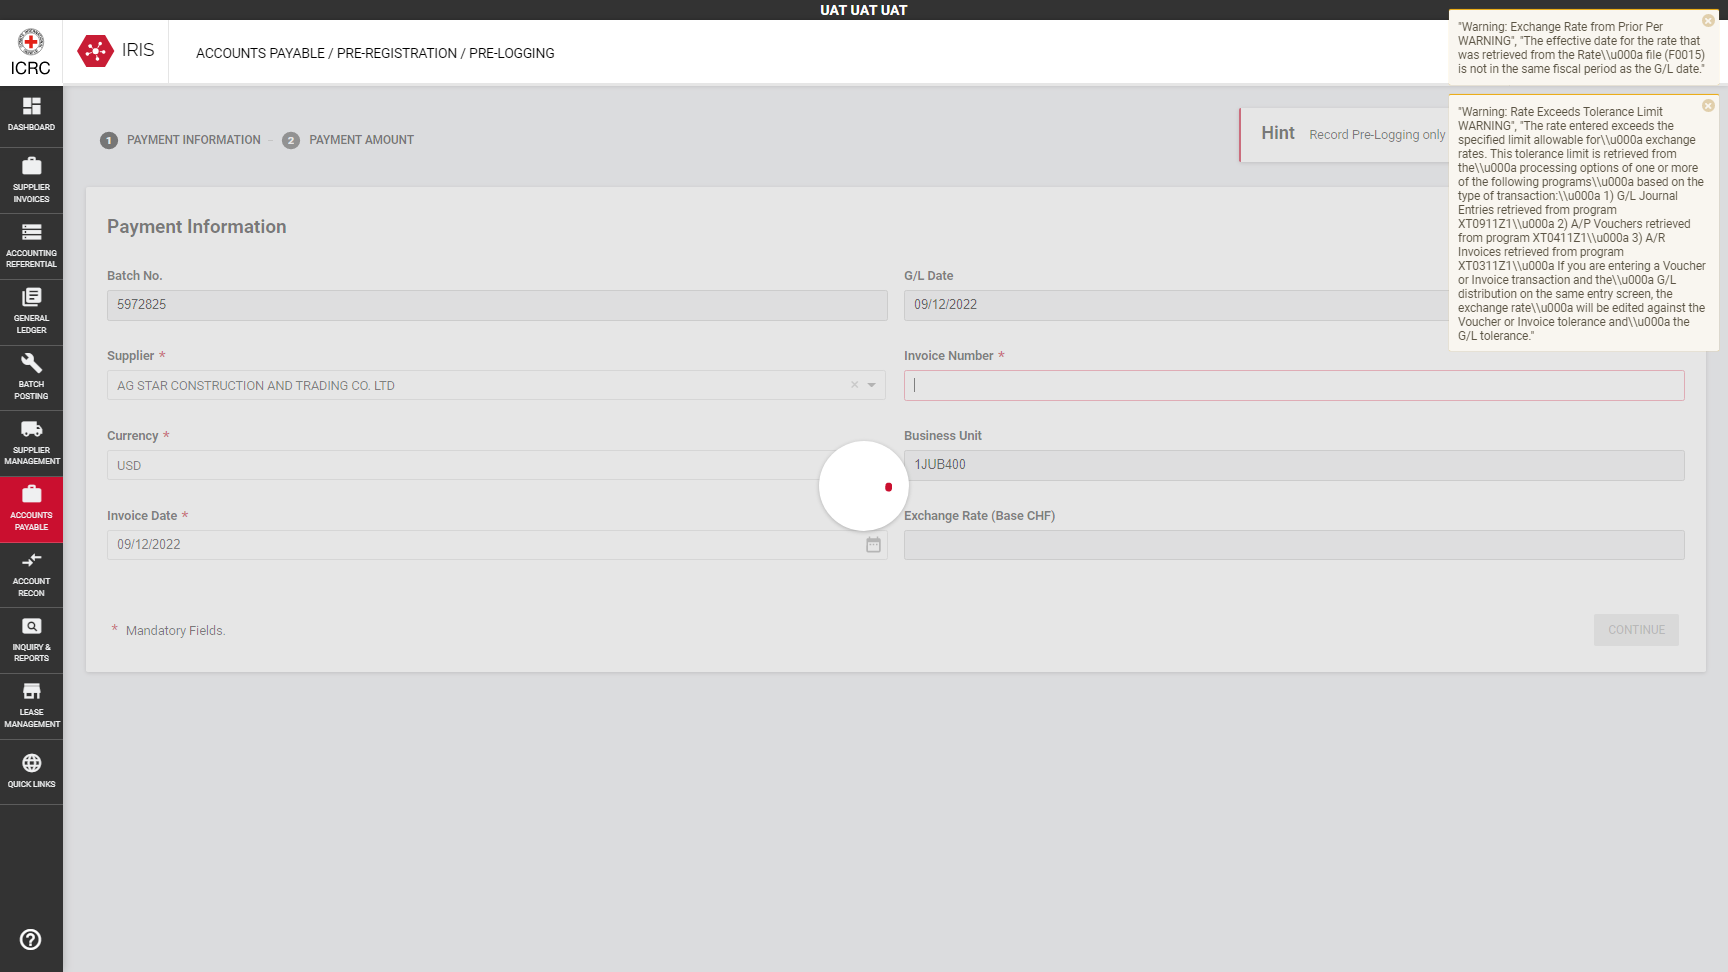 UAT UAT UAT
ICRC
IRIS
ACCOUNTS PAYABLE / PRE-REGISTRATION / PRE-LOGGING
"Warning: Exchange Rate from Prior Per
WARNING", "The effective date for the rate that
was retrieved from the Rate\\u000a file (F0015)
is not in the same fiscal period as the G/L date."
"Warning: Rate Exceeds Tolerance Limit
WARNING", "The rate entered exceeds the
specified limit allowable for\\u000a exchange
rates. This tolerance limit is retrieved from
the\\u000a processing options of one or more
of the following programs\\u000a based on the
type of transaction:\\u000a 1) G/L Journal
Entries retrieved from program
XT0911Z1\\u000a 2) A/P Vouchers retrieved
from program XT0411Z1\\u000a 3) A/R
Invoices retrieved from program
XT0311Z1\\u000a If you are entering a Voucher
or Invoice transaction and the\\u000a G/L
distribution on the same entry screen, the
exchange rate\\u000a will be edited against the
Voucher or Invoice tolerance and\\u000a the
G/L tolerance."
DASHBOARD
SUPPLIER
INVOICES
ACCOUNTING
REFERENTIAL
GENERAL
LEDGER
BATCH
POSTING
SUPPLIER
MANAGEMENT
ACCOUNTS
PAYABLE
ACCOUNT
RECON
INQUIRY &
REPORTS
LEASE
MANAGEMENT
QUICK LINKS
1 PAYMENT INFORMATION – 2 PAYMENT AMOUNT
Hint Record Pre-Logging only
Payment Information
Batch No.
5972825
G/L Date
09/12/2022
Supplier *
AG STAR CONSTRUCTION AND TRADING CO. LTD
Invoice Number *
Currency *
USD
Business Unit
1JUB400
Invoice Date *
09/12/2022
Exchange Rate (Base CHF)
* Mandatory Fields.
CONTINUE